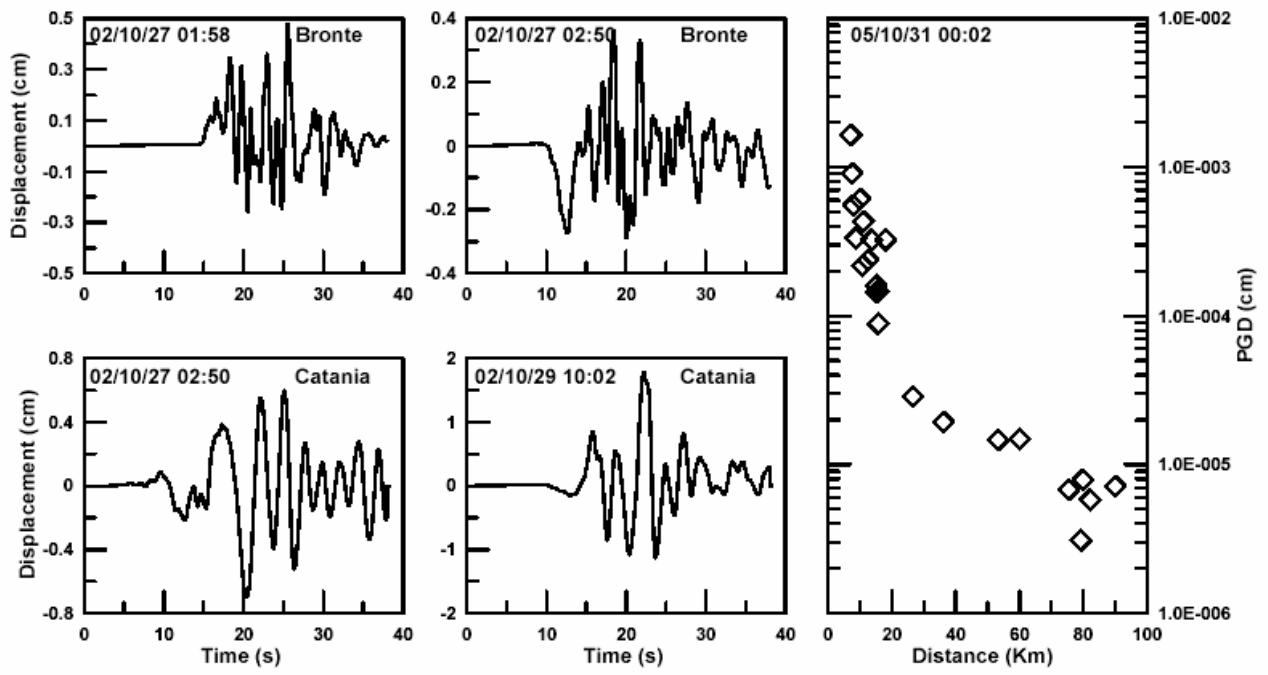 02/10/27 01:58 Bronte
Displacement (cm)
0.5
0.3
0.1
-0.1
-0.3
-0.5
0 10 20 30 40
02/10/27 02:50 Bronte
0.4
0.2
0
-0.2
-0.4
0 10 20 30 40
02/10/27 02:50 Catania
Displacement (cm)
0.8
0.4
0
-0.4
-0.8
0 10 20 30 40
Time (s)
02/10/29 10:02 Catania
2
1
0
-1
-2
0 10 20 30 40
Time (s)
05/10/31 00:02
1.0E-002
1.0E-003
1.0E-004
1.0E-005
1.0E-006
PGD (cm)
0 20 40 60 80 100
Distance (Km)